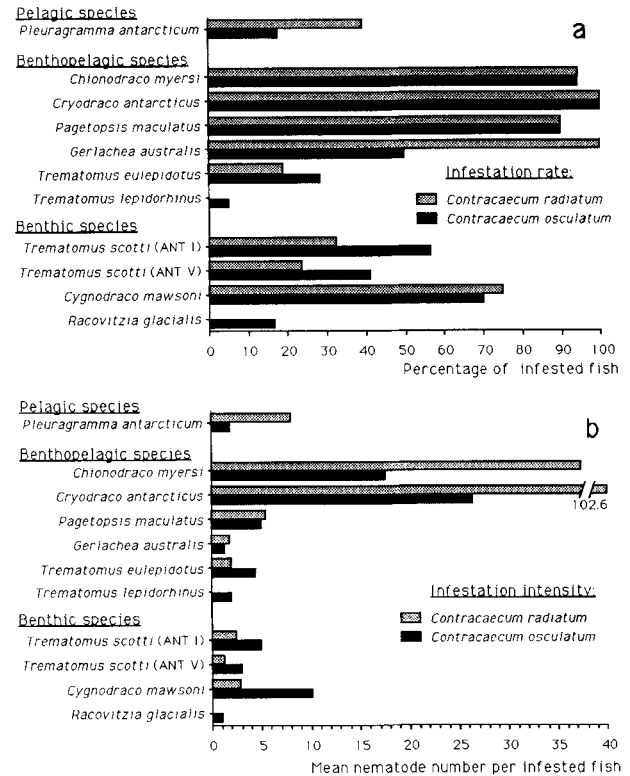 Pelagic species
Pleuragramma antarcticum
a
Benthopelagic species
Chionodraco myersi
Cryodraco antarcticus
Pagetopsis maculatus
Gerlachea australis
Trematomus eulepidotus
Trematomus lepidorhinus
Infestation rate:
Contracaecum radiatum
Contracaecum osculatum
Benthic species
Trematomus scotti (ANT I)
Trematomus scotti (ANT V)
Cygnodraco mawsoni
Racovitzia glacialis
0 10 20 30 40 50 60 70 80 90 100
Percentage of infested fish
Pelagic species
Pleuragramma antarcticum
b
Benthopelagic species
Chionodraco myersi
Cryodraco antarcticus
102.6
Pagetopsis maculatus
Gerlachea australis
Trematomus eulepidotus
Trematomus lepidorhinus
Infestation intensity:
Contracaecum radiatum
Contracaecum osculatum
Benthic species
Trematomus scotti (ANT I)
Trematomus scotti (ANT V)
Cygnodraco mawsoni
Racovitzia glacialis
0 5 10 15 20 25 30 35 40
Mean nematode number per infested fish